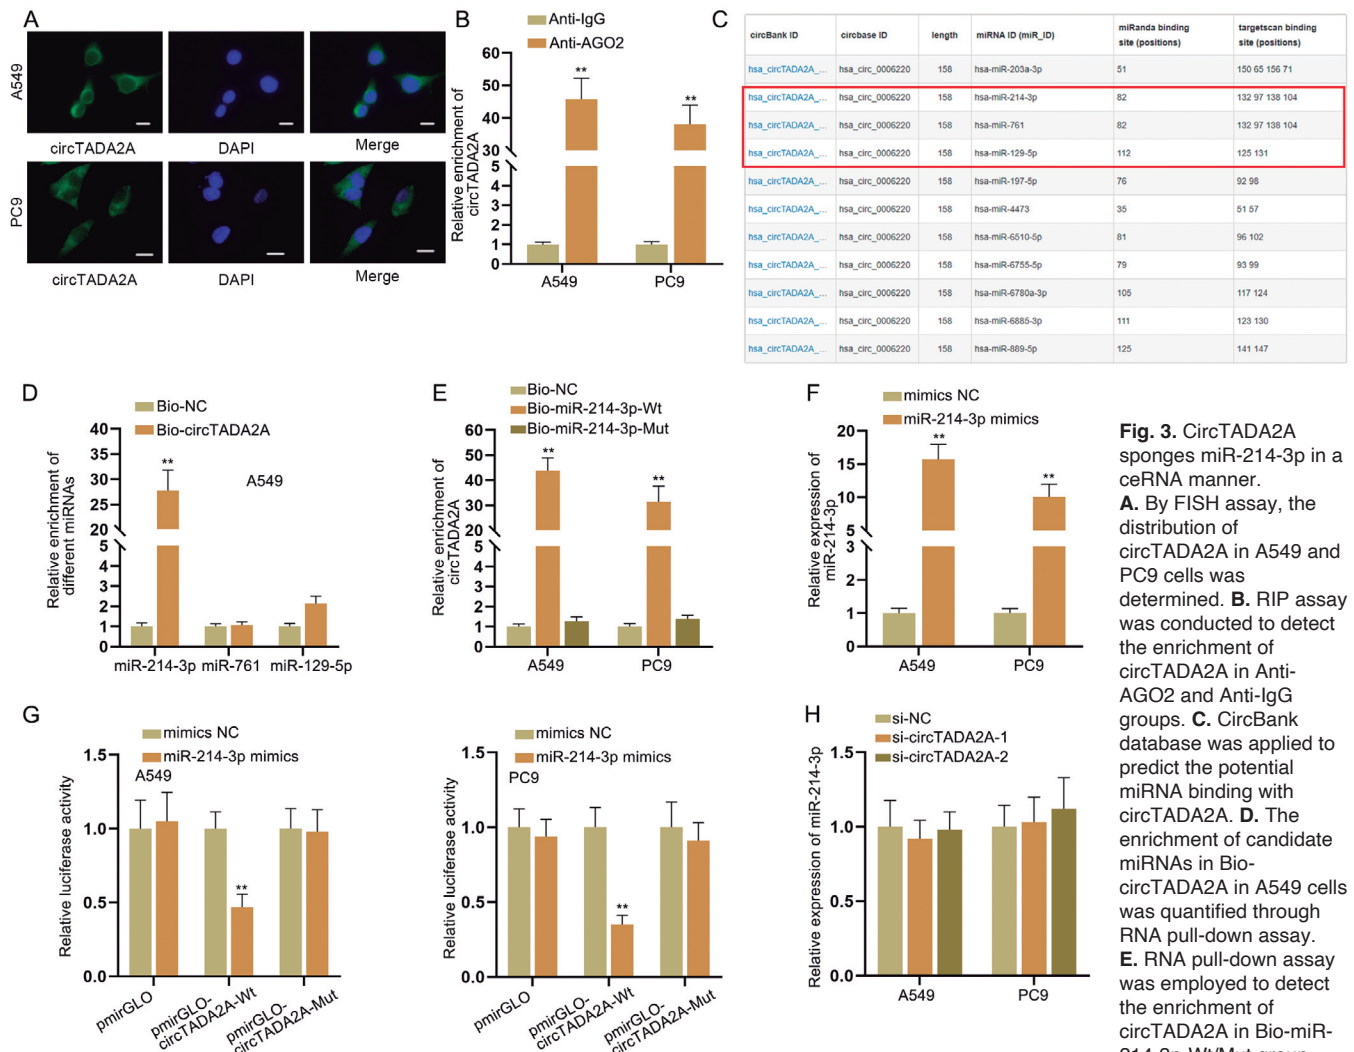 A
A549
circTADA2A
DAPI
Merge
PC9
circTADA2A
DAPI
Merge
B
Anti-IgG
Anti-AGO2
Relative enrichment of
circTADA2A
60
50
40
30
5
4
3
2
1
0
**
**
A549
PC9
C
circBank ID circbase ID length miRNA ID (miR_ID) miRanda binding site (positions) targetscan binding site (positions)
hsa_circTADA2A_... hsa_circ_0006220 158 hsa-miR-203a-3p 51 150 65 156 71
hsa_circTADA2A_... hsa_circ_0006220 158 hsa-miR-214-3p 82 132 97 138 104
hsa_circTADA2A_... hsa_circ_0006220 158 hsa-miR-761 82 132 97 138 104
hsa_circTADA2A_... hsa_circ_0006220 158 hsa-miR-129-5p 112 125 131
hsa_circTADA2A_... hsa_circ_0006220 158 hsa-miR-197-5p 76 92 98
hsa_circTADA2A_... hsa_circ_0006220 158 hsa-miR-4473 35 51 57
hsa_circTADA2A_... hsa_circ_0006220 158 hsa-miR-6510-5p 81 96 102
hsa_circTADA2A_... hsa_circ_0006220 158 hsa-miR-6755-5p 79 93 99
hsa_circTADA2A_... hsa_circ_0006220 158 hsa-miR-6780a-3p 105 117 124
hsa_circTADA2A_... hsa_circ_0006220 158 hsa-miR-6885-3p 111 123 130
hsa_circTADA2A_... hsa_circ_0006220 158 hsa-miR-889-5p 125 141 147
D
Bio-NC
Bio-circTADA2A
Relative enrichment of
different miRNAs
40
35
30
25
20
5
4
3
2
1
0
**
A549
miR-214-3p miR-761 miR-129-5p
E
Bio-NC
Bio-miR-214-3p-Wt
Bio-miR-214-3p-Mut
Relative enrichment of
circTADA2A
60
50
40
30
20
5
4
3
2
1
0
**
**
A549
PC9
F
mimics NC
miR-214-3p mimics
Relative expression of
miR-214-3p
20
15
10
5
3
2
1
0
**
**
A549
PC9
G
mimics NC
miR-214-3p mimics
A549
Relative luciferase activity
1.5
1.0
0.5
0.0
**
pmirGLO
pmirGLO-
circTADA2A-Wt
pmirGLO-
circTADA2A-Mut
mimics NC
miR-214-3p mimics
PC9
Relative luciferase activity
1.5
1.0
0.5
0.0
**
pmirGLO
pmirGLO-
circTADA2A-Wt
pmirGLO-
circTADA2A-Mut
H
si-NC
si-circTADA2A-1
si-circTADA2A-2
Relative expression of miR-214-3p
1.5
1.0
0.5
0.0
A549
PC9
Fig. 3. CircTADA2A
sponges miR-214-3p in a
ceRNA manner.
A. By FISH assay, the
distribution of
circTADA2A in A549 and
PC9 cells was
determined. B. RIP assay
was conducted to detect
the enrichment of
circTADA2A in Anti-
AGO2 and Anti-IgG
groups. C. CircBank
database was applied to
predict the potential
miRNA binding with
circTADA2A. D. The
enrichment of candidate
miRNAs in Bio-
circTADA2A in A549 cells
was quantified through
RNA pull-down assay.
E. RNA pull-down assay
was employed to detect
the enrichment of
circTADA2A in Bio-miR-
214-3p-Wt/Mut group